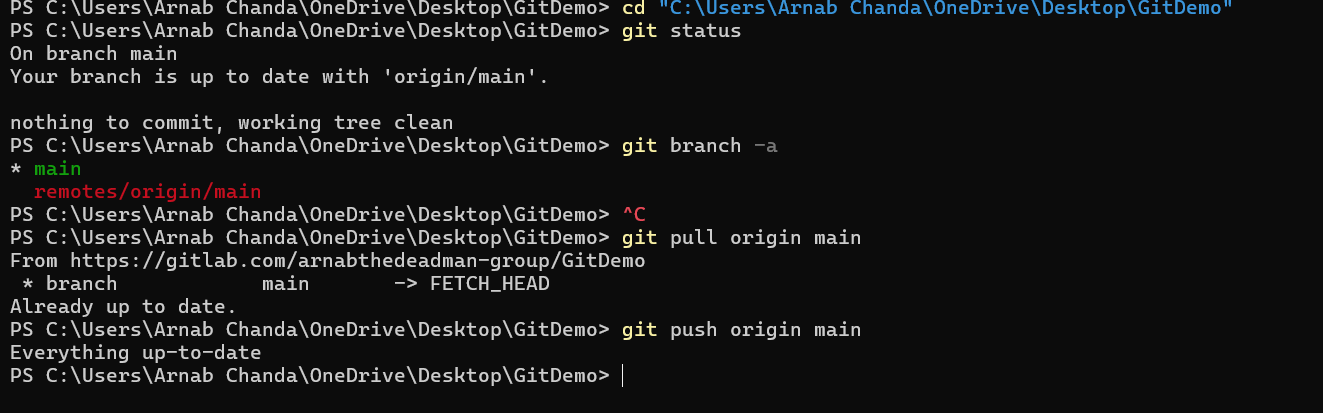 PS C:\Users\Arnab Chanda\OneDrive\Desktop\GitDemo> cd "C:\Users\Arnab Chanda\OneDrive\Desktop\GitDemo"
PS C:\Users\Arnab Chanda\OneDrive\Desktop\GitDemo> git status
On branch main
Your branch is up to date with 'origin/main'.

nothing to commit, working tree clean
PS C:\Users\Arnab Chanda\OneDrive\Desktop\GitDemo> git branch -a
* main
  remotes/origin/main
PS C:\Users\Arnab Chanda\OneDrive\Desktop\GitDemo> ^C
PS C:\Users\Arnab Chanda\OneDrive\Desktop\GitDemo> git pull origin main
From https://gitlab.com/arnabthedeadman-group/GitDemo
 * branch            main       -> FETCH_HEAD
Already up to date.
PS C:\Users\Arnab Chanda\OneDrive\Desktop\GitDemo> git push origin main
Everything up-to-date
PS C:\Users\Arnab Chanda\OneDrive\Desktop\GitDemo>